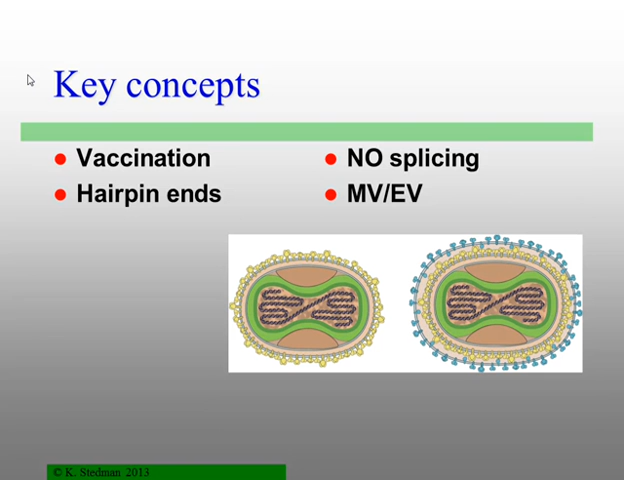 Key concepts
Vaccination
Hairpin ends
NO splicing
MV/EV
© K. Stedman 2013